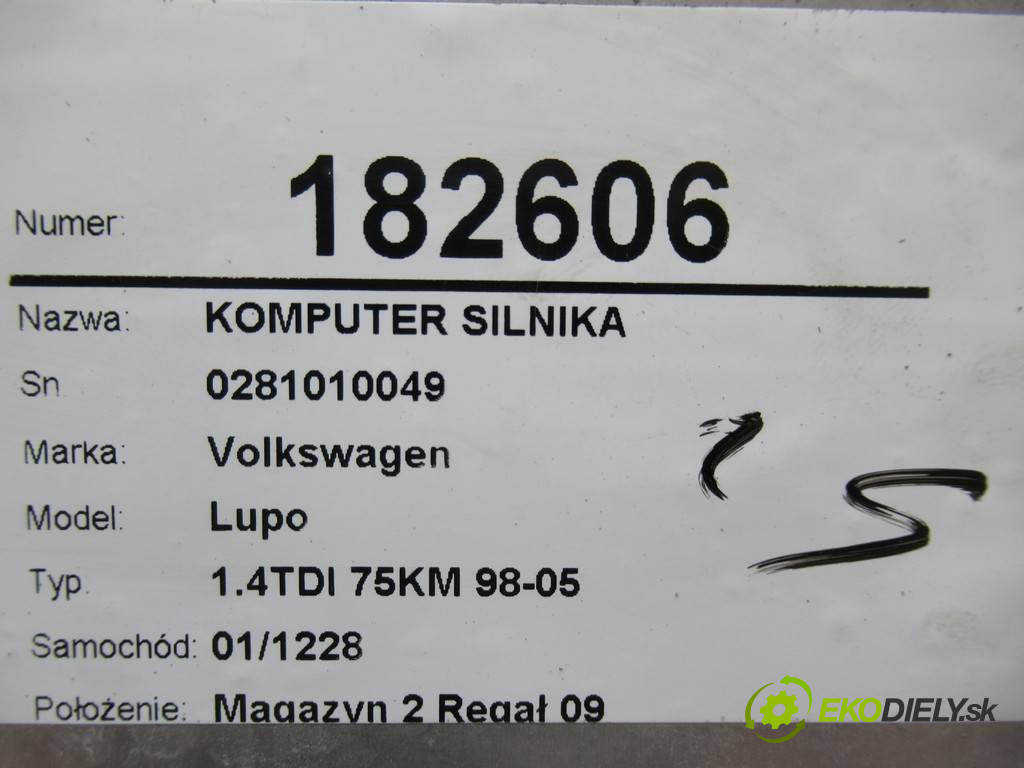 Numer: 182606
Nazwa: KOMPUTER SILNIKA
Sn 0281010049
Marka: Volkswagen
Model: Lupo
Typ. 1.4TDI 75KM 98-05
Samochód: 01/1228
Położenie: Magazyn 2 Regał 09
EKODIELY.sk